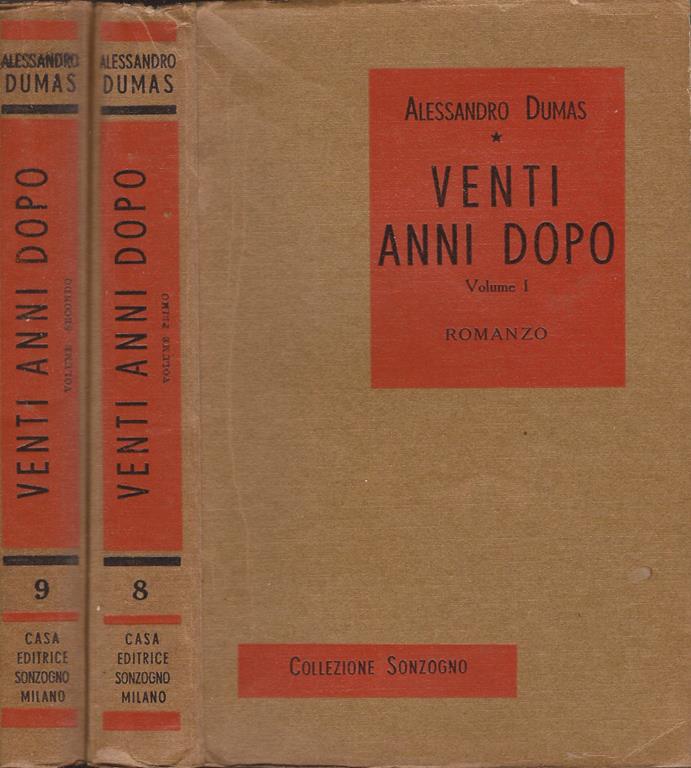 ALESSANDRO
DUMAS
VENTI ANNI DOPO
VOLUME SECONDO
9
CASA
EDITRICE
SONZOGNO
MILANO
ALESSANDRO
DUMAS
VENTI ANNI DOPO
VOLUME PRIMO
8
CASA
EDITRICE
SONZOGNO
MILANO
ALESSANDRO DUMAS
★
VENTI
ANNI DOPO
Volume I
ROMANZO
COLLEZIONE SONZOGNO